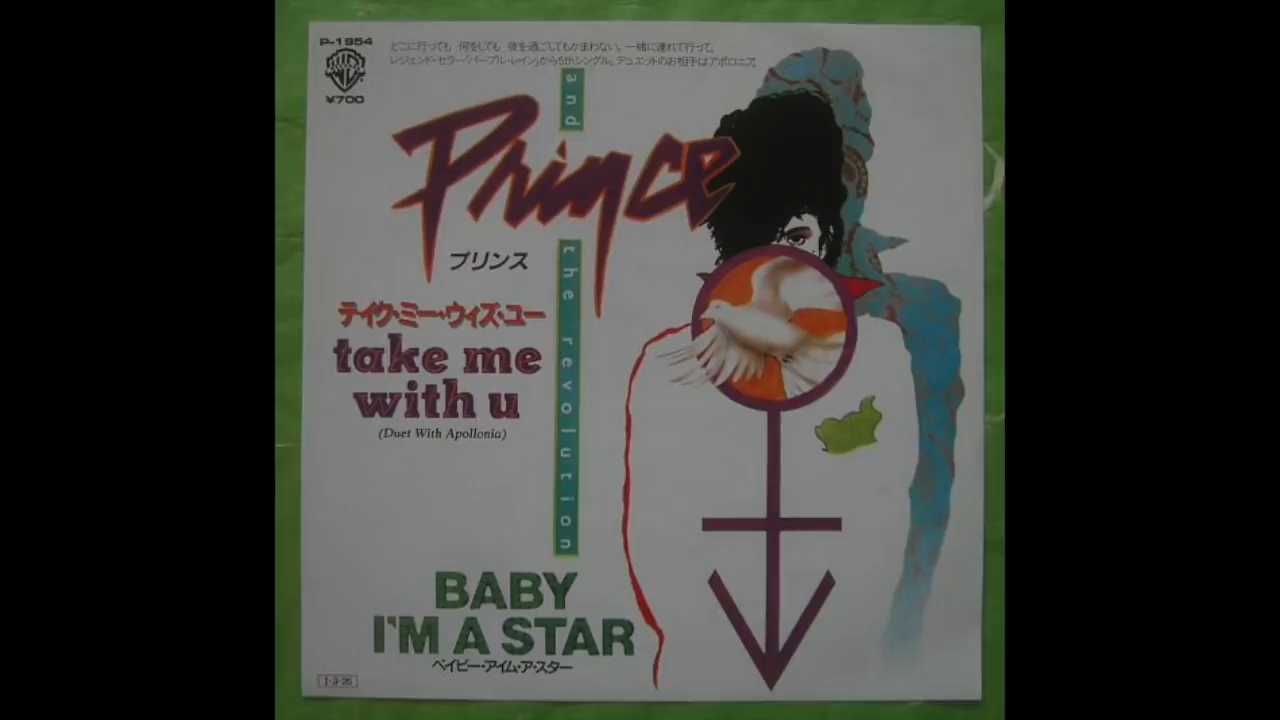 P-1954
¥700
どこに行っても 何をしても 夜を過ごしてもかまわない。一緒に連れて行って。
レジェンド・セラー「パープル・レイン」から5thシングル。デュエットのお相手はアポロニア。
and
Prince
the revolution
プリンス
テイク・ミー・ウィズ・ユー
take me
with u
(Duet With Apollonia)
BABY
I'M A STAR
ベイビー・アイム・ア・スター